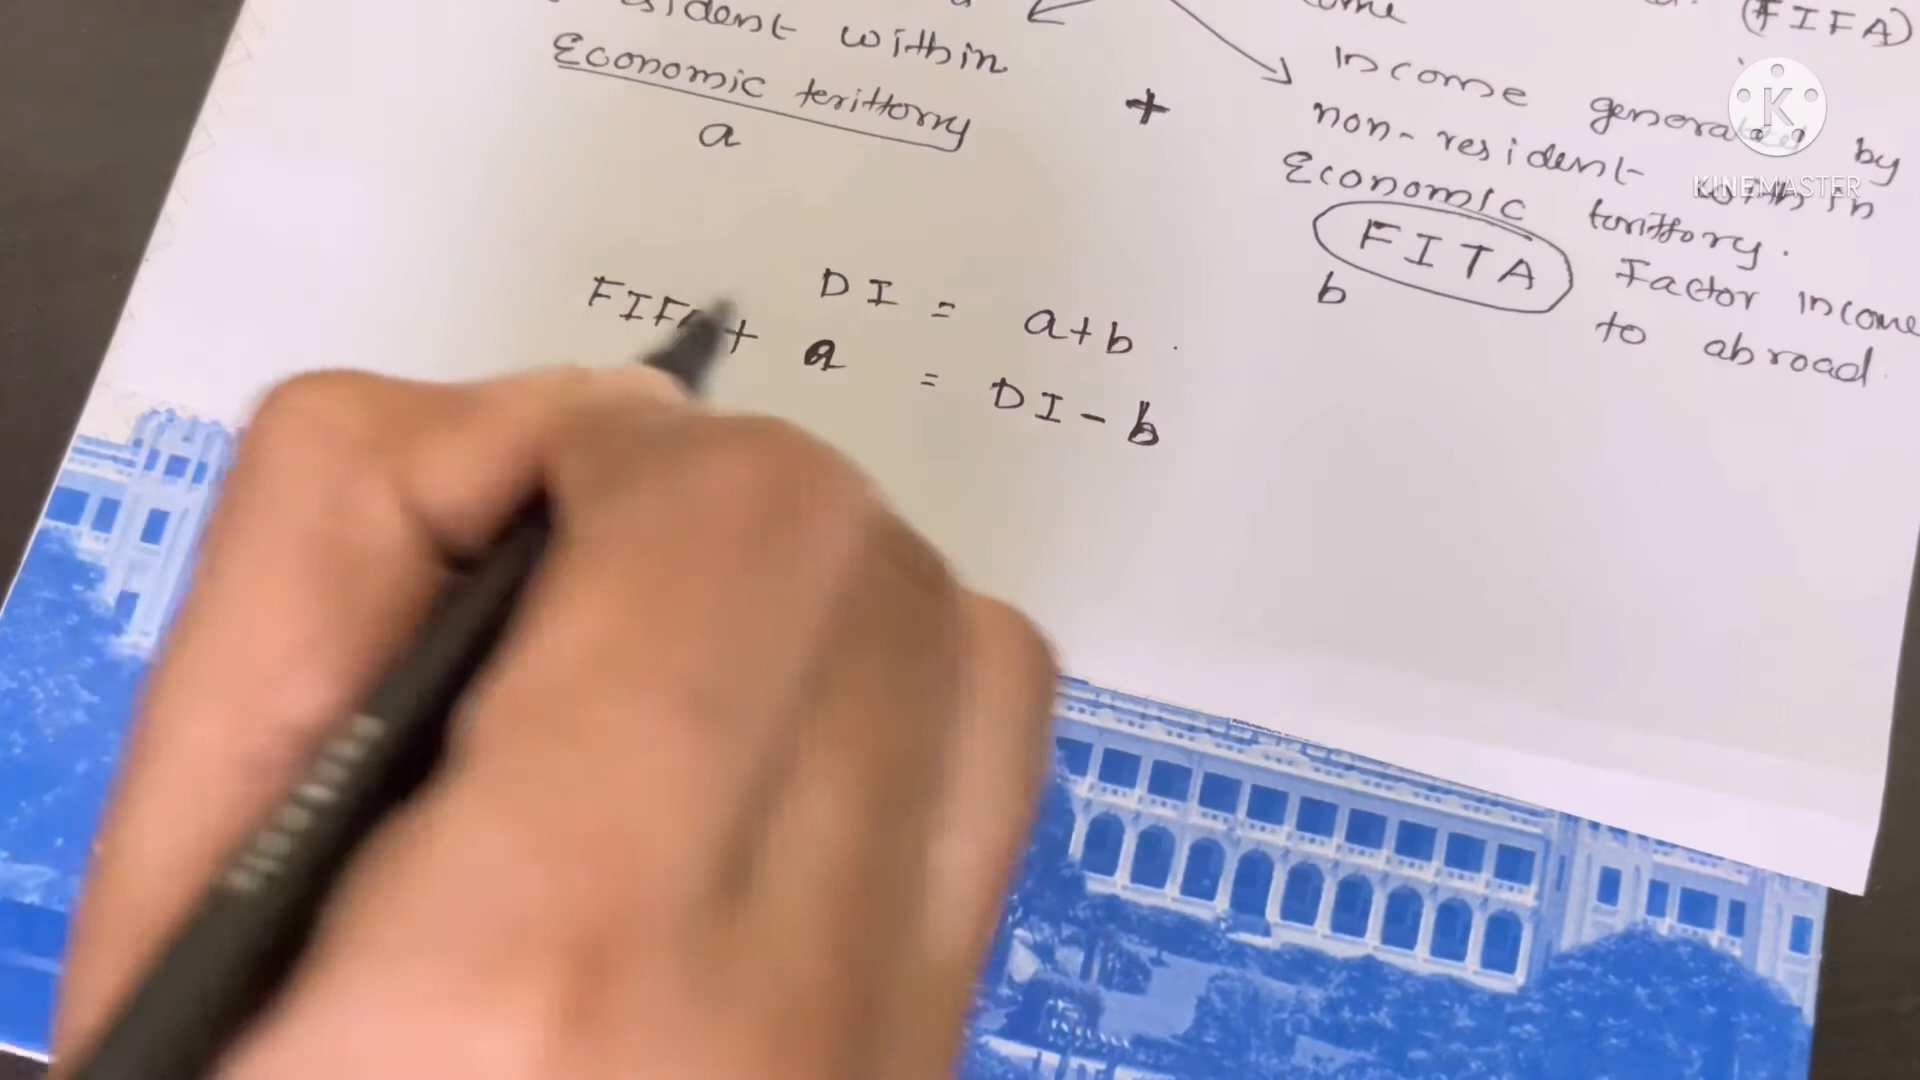 (FIFA)
resident within
Economic terittorry
a
+
income generated by
non-resident within
Economic terittory.
FITA
b
Factor income
to abroad
DI = a+b.
FIFA + a = DI - b
K
KINEMASTER